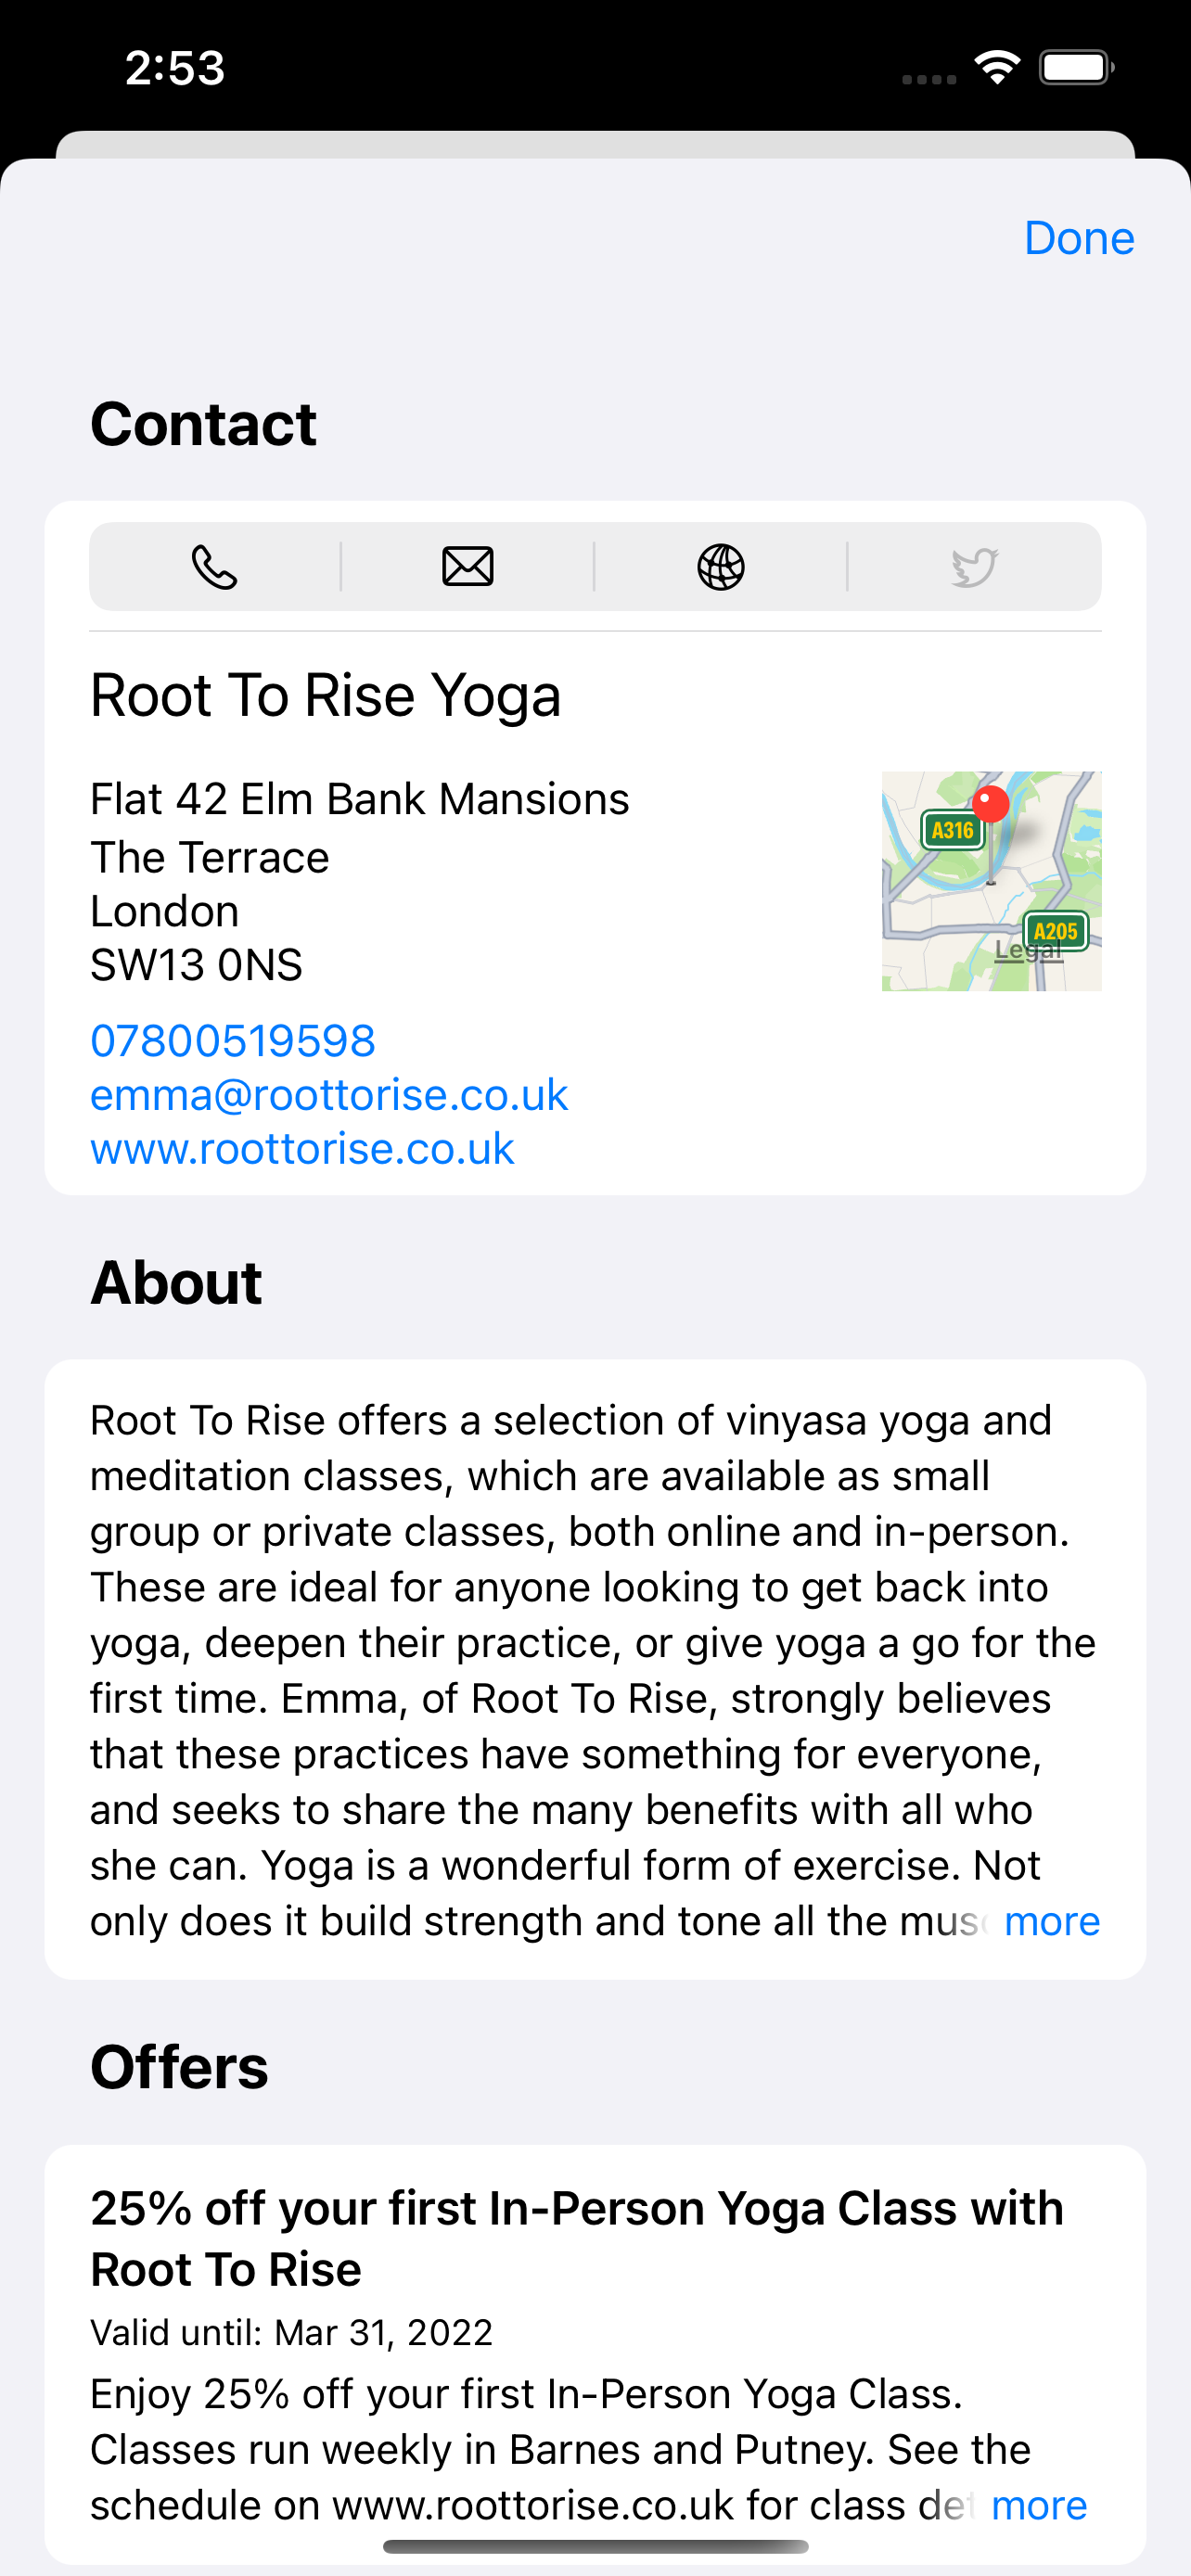 2:53
Done
Contact
Root To Rise Yoga
Flat 42 Elm Bank Mansions
The Terrace
London
SW13 0NS
A316
A205
Legal
07800519598
emma@roottorise.co.uk
www.roottorise.co.uk
About
Root To Rise offers a selection of vinyasa yoga and
meditation classes, which are available as small
group or private classes, both online and in-person.
These are ideal for anyone looking to get back into
yoga, deepen their practice, or give yoga a go for the
first time. Emma, of Root To Rise, strongly believes
that these practices have something for everyone,
and seeks to share the many benefits with all who
she can. Yoga is a wonderful form of exercise. Not
only does it build strength and tone all the more
Offers
25% off your first In-Person Yoga Class with
Root To Rise
Valid until: Mar 31, 2022
Enjoy 25% off your first In-Person Yoga Class.
Classes run weekly in Barnes and Putney. See the
schedule on www.roottorise.co.uk for class more